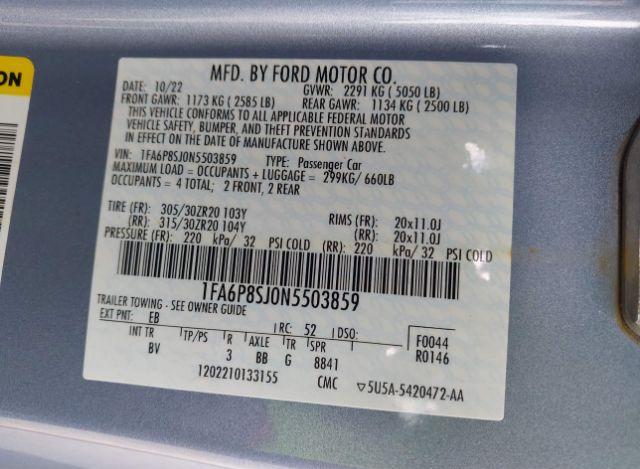 ON
MFD. BY FORD MOTOR CO.
DATE: 10/22 GVWR: 2291 KG ( 5050 LB)
FRONT GAWR: 1173 KG ( 2585 LB) REAR GAWR: 1134 KG ( 2500 LB)
THIS VEHICLE CONFORMS TO ALL APPLICABLE FEDERAL MOTOR
VEHICLE SAFETY, BUMPER, AND THEFT PREVENTION STANDARDS
IN EFFECT ON THE DATE OF MANUFACTURE SHOWN ABOVE.
VIN: 1FA6P8SJ0N5503859 TYPE: Passenger Car
MAXIMUM LOAD = OCCUPANTS + LUGGAGE = 299KG/ 660LB
OCCUPANTS = 4 TOTAL; 2 FRONT, 2 REAR
TIRE (FR): 305/30ZR20 103Y RIMS (FR): 20x11.0J
(RR): 315/30ZR20 104Y (RR): 20x11.0J
PRESSURE (FR): 220 kPa/ 32 PSI COLD (RR): 220 kPa/ 32 PSI COLD
1FA6P8SJ0N5503859
TRAILER TOWING - SEE OWNER GUIDE
EXT PNT: EB RC: 52 DSO: F0044
INT TR TP/PS R AXLE TR SPR R0146
BV 3 BB G 8841
1202210133155 CMC ▽5U5A-5420472-AA